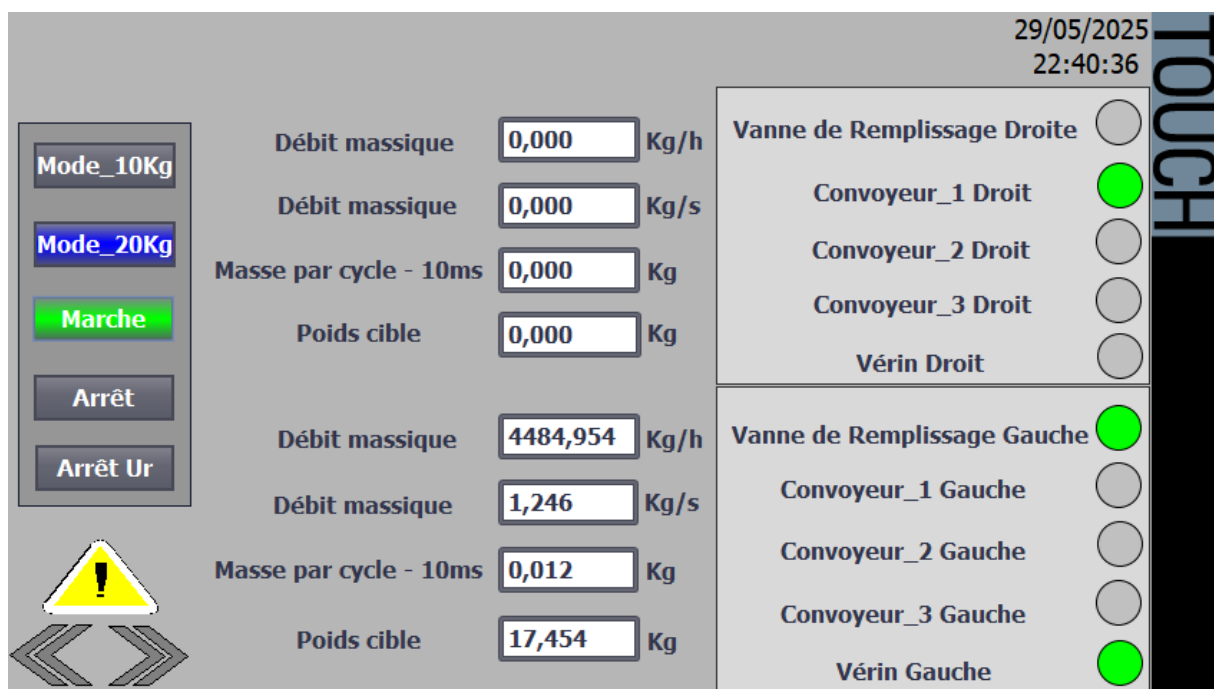 29/05/2025
22:40:36
TOUCH
Mode_10Kg
Mode_20Kg
Marche
Arrêt
Arrêt Ur
!
Débit massique 0,000 Kg/h
Débit massique 0,000 Kg/s
Masse par cycle - 10ms 0,000 Kg
Poids cible 0,000 Kg
Débit massique 4484,954 Kg/h
Débit massique 1,246 Kg/s
Masse par cycle - 10ms 0,012 Kg
Poids cible 17,454 Kg
Vanne de Remplissage Droite
Convoyeur_1 Droit
Convoyeur_2 Droit
Convoyeur_3 Droit
Vérin Droit
Vanne de Remplissage Gauche
Convoyeur_1 Gauche
Convoyeur_2 Gauche
Convoyeur_3 Gauche
Vérin Gauche